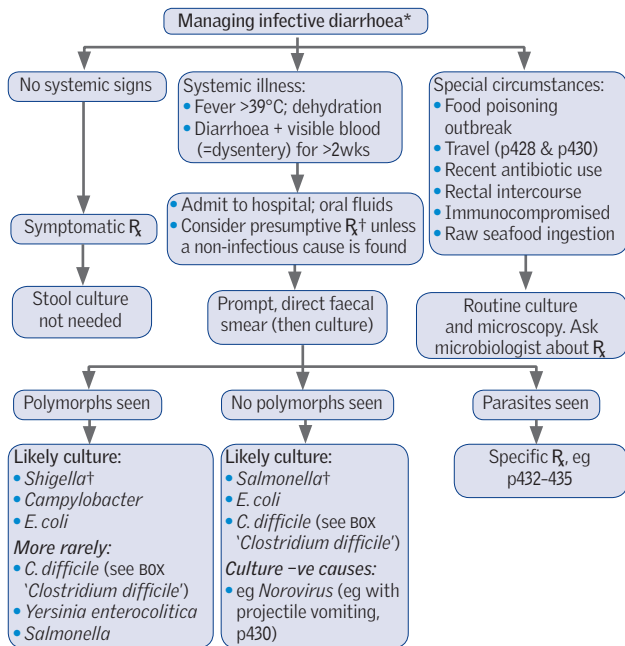 Managing infective diarrhoea*
No systemic signs
Symptomatic ℞
Stool culture
not needed
Systemic illness:
• Fever >39°C; dehydration
• Diarrhoea + visible blood
(=dysentery) for >2wks
• Admit to hospital; oral fluids
• Consider presumptive ℞† unless
a non-infectious cause is found
Prompt, direct faecal
smear (then culture)
Special circumstances:
• Food poisoning
outbreak
• Travel (p428 & p430)
• Recent antibiotic use
• Rectal intercourse
• Immunocompromised
• Raw seafood ingestion
Routine culture
and microscopy. Ask
microbiologist about ℞
Polymorphs seen
Likely culture:
• Shigella†
• Campylobacter
• E. coli
More rarely:
• C. difficile (see BOX
‘Clostridium difficile’)
• Yersinia enterocolitica
• Salmonella
No polymorphs seen
Likely culture:
• Salmonella†
• E. coli
• C. difficile (see BOX
‘Clostridium difficile’)
Culture –ve causes:
• eg Norovirus (eg with
projectile vomiting,
p430)
Parasites seen
Specific ℞, eg
p432–435